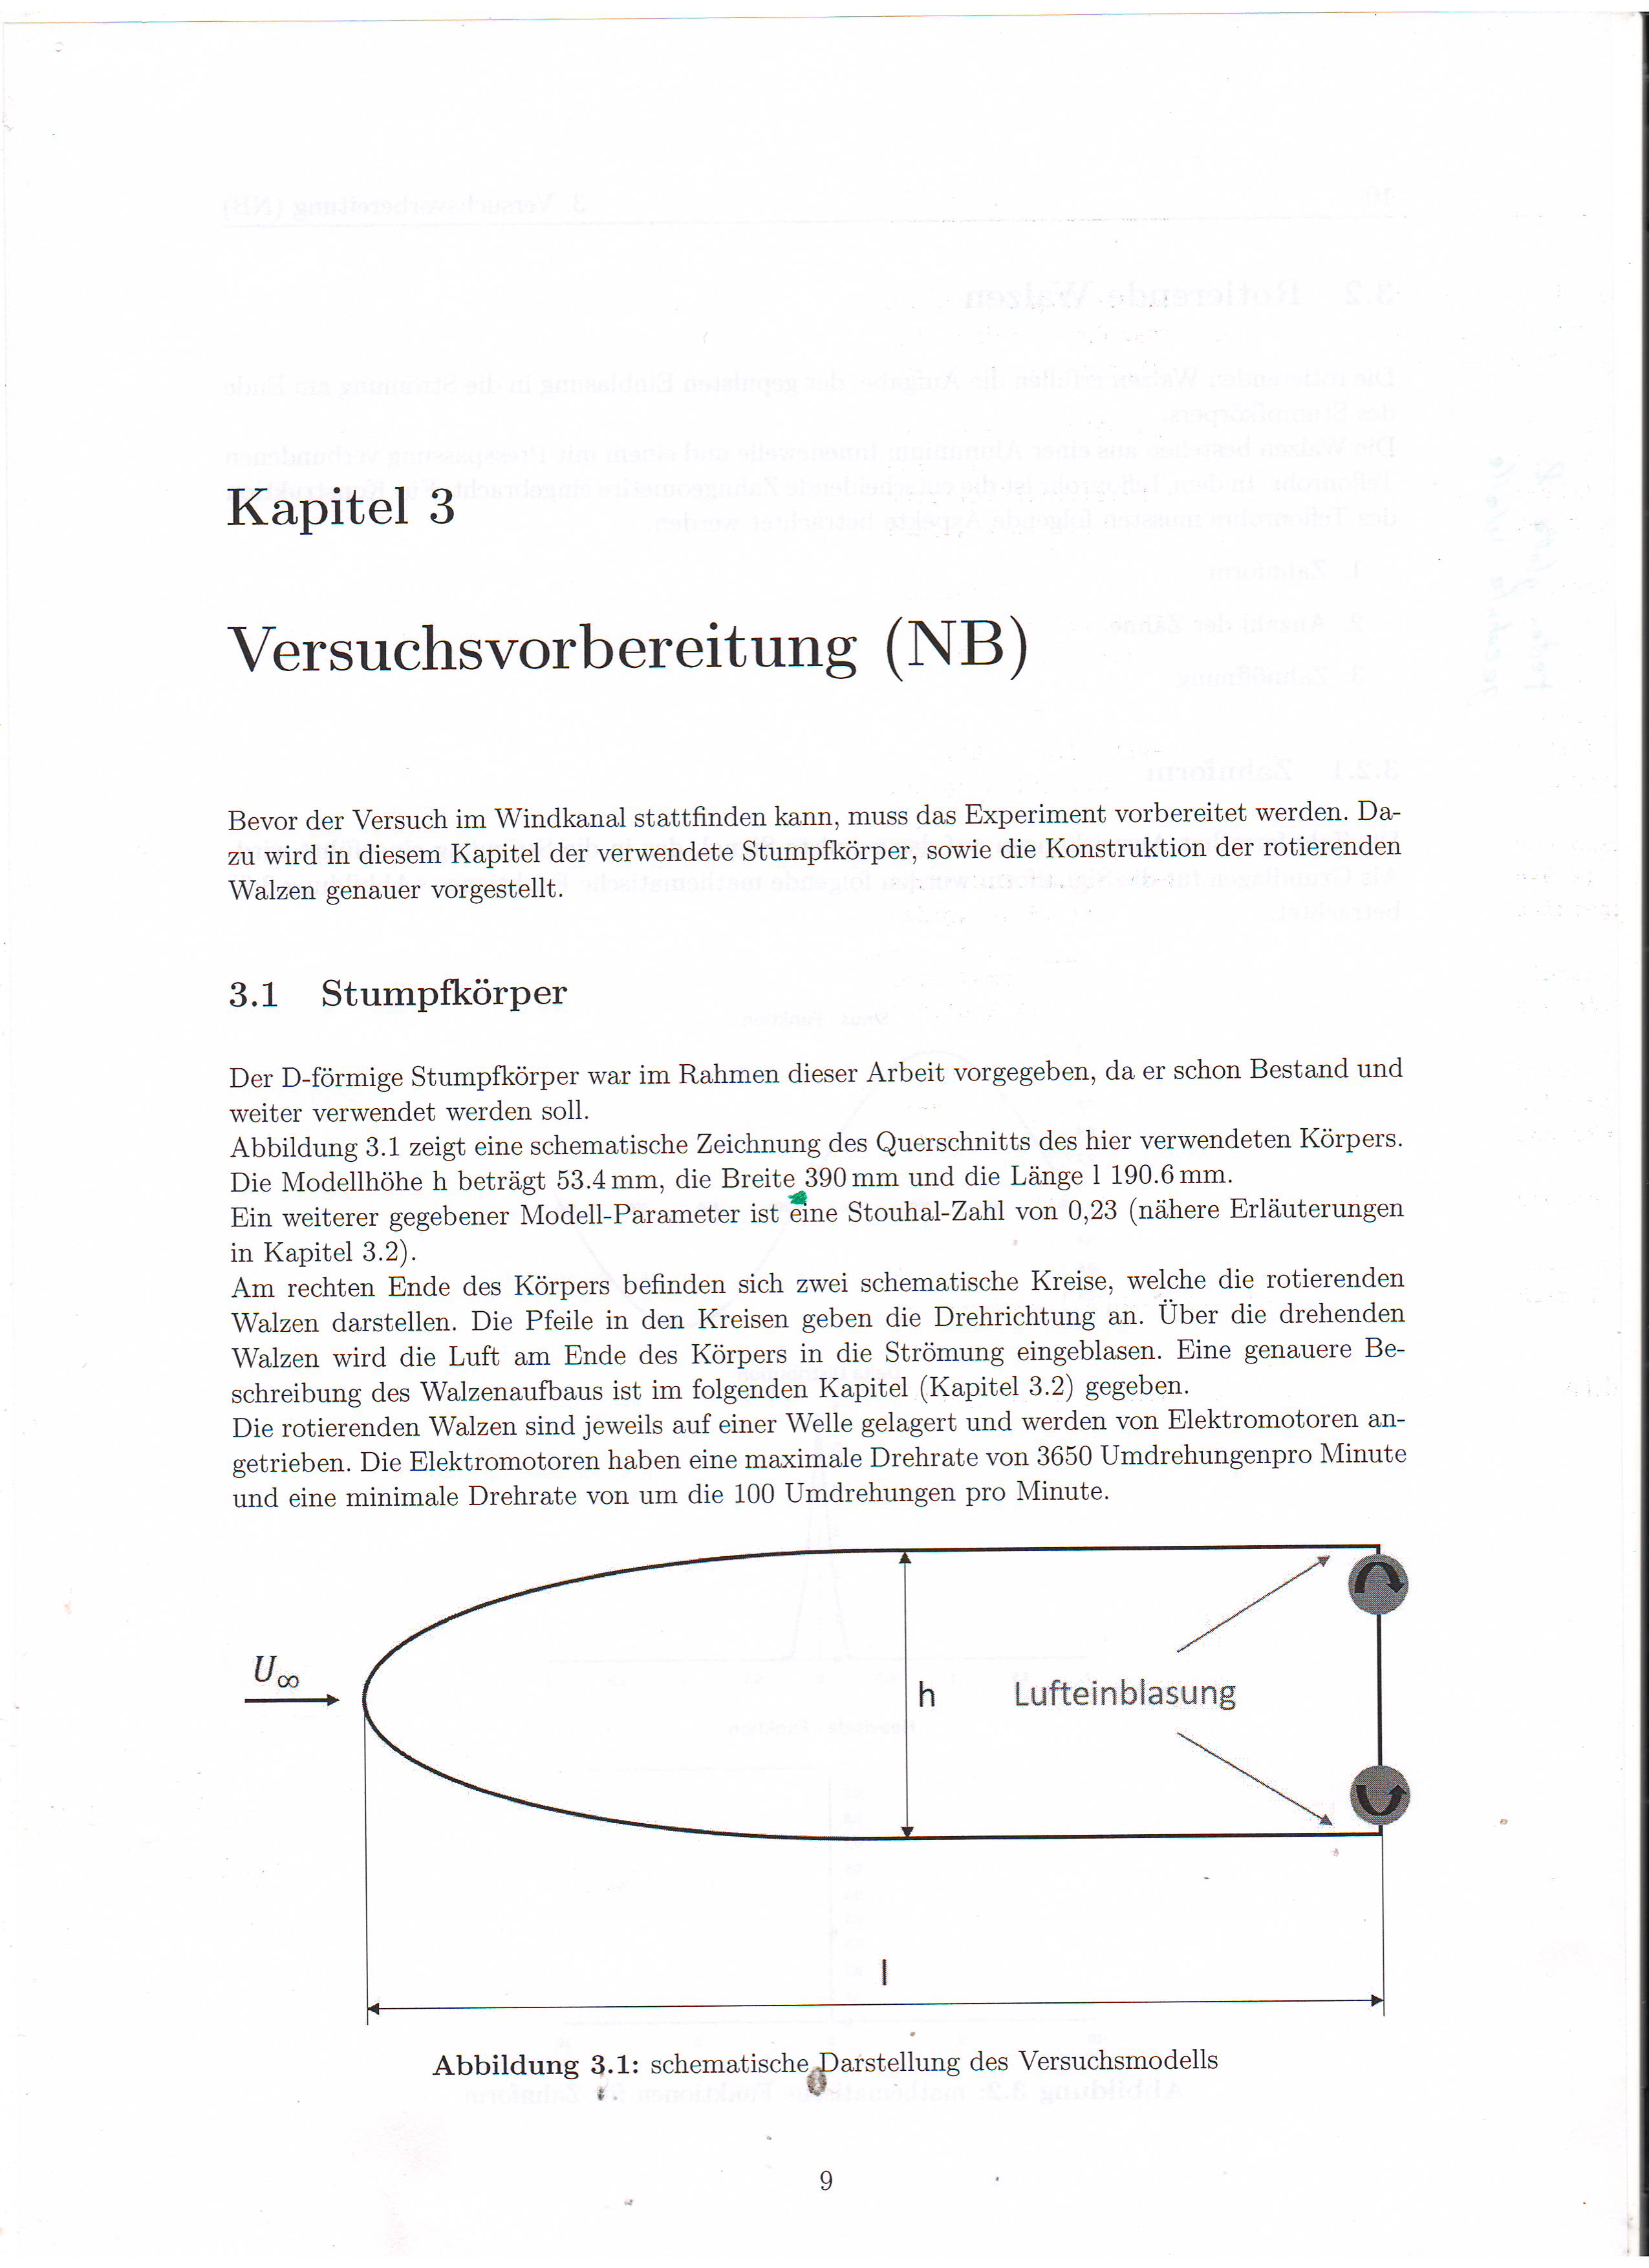 Kapitel 3
Versuchsvorbereitung (NB)
Bevor der Versuch im Windkanal stattfinden kann, muss das Experiment vorbereitet werden. Da-
zu wird in diesem Kapitel der verwendete Stumpfkörper, sowie die Konstruktion der rotierenden
Walzen genauer vorgestellt.
3.1 Stumpfkörper
Der D-förmige Stumpfkörper war im Rahmen dieser Arbeit vorgegeben, da er schon Bestand und
weiter verwendet werden soll.
Abbildung 3.1 zeigt eine schematische Zeichnung des Querschnitts des hier verwendeten Körpers.
Die Modellhöhe h beträgt 53.4 mm, die Breite 390 mm und die Länge l 190.6 mm.
Ein weiterer gegebener Modell-Parameter ist eine Stouhal-Zahl von 0,23 (nähere Erläuterungen
in Kapitel 3.2).
Am rechten Ende des Körpers befinden sich zwei schematische Kreise, welche die rotierenden
Walzen darstellen. Die Pfeile in den Kreisen geben die Drehrichtung an. Über die drehenden
Walzen wird die Luft am Ende des Körpers in die Strömung eingeblasen. Eine genauere Be-
schreibung des Walzenaufbaus ist im folgenden Kapitel (Kapitel 3.2) gegeben.
Die rotierenden Walzen sind jeweils auf einer Welle gelagert und werden von Elektromotoren an-
getrieben. Die Elektromotoren haben eine maximale Drehrate von 3650 Umdrehungenpro Minute
und eine minimale Drehrate von um die 100 Umdrehungen pro Minute.
U∞
h
Lufteinblasung
l
Abbildung 3.1: schematische Darstellung des Versuchsmodells
9